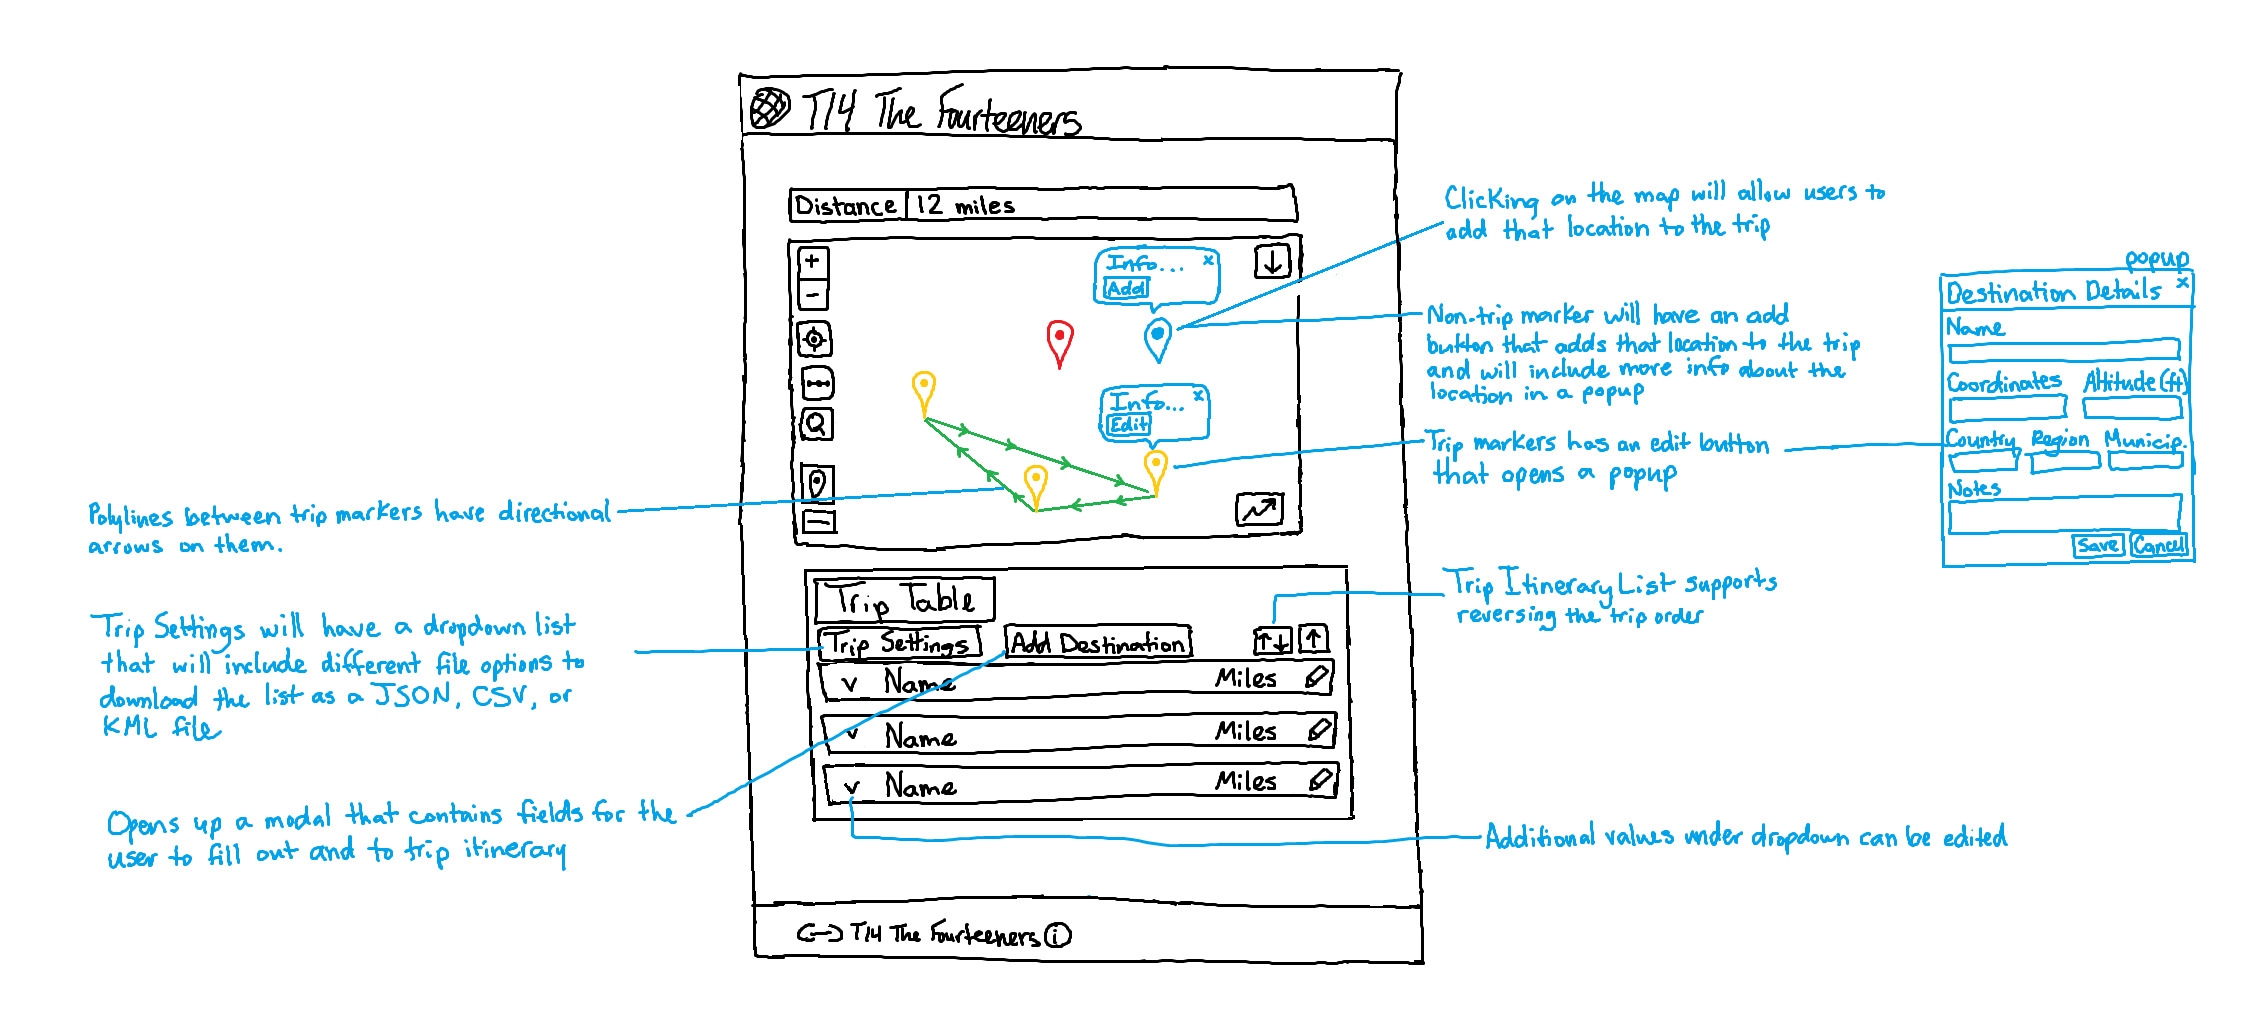 T14 The Fourteeners
Distance 12 miles
+
-
Info... x
Add
Info... x
Edit
Trip Table
Trip Settings
Add Destination
v Name Miles
v Name Miles
v Name Miles
T14 The Fourteeners i
Polylines between trip markers have directional
arrows on them.
Trip Settings will have a dropdown list
that will include different file options to
download the list as a JSON, CSV, or
KML file
Opens up a modal that contains fields for the
user to fill out and to trip itinerary
Clicking on the map will allow users to
add that location to the trip
Non-trip marker will have an add
button that adds that location to the trip
and will include more info about the
location in a popup
Trip markers has an edit button
that opens a popup
Trip Itinerary List supports
reversing the trip order
Additional values under dropdown can be edited
popup
Destination Details x
Name
Coordinates Altitude (ft)
Country Region Municip.
Notes
Save Cancel